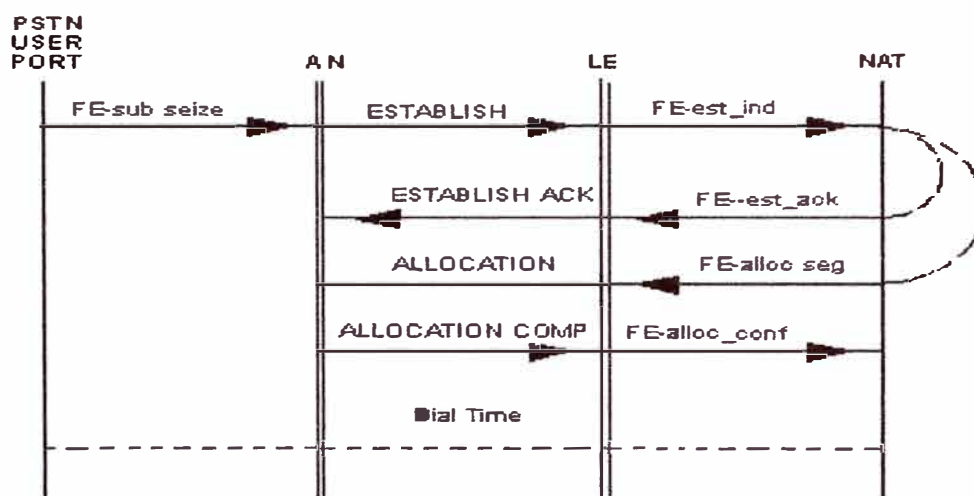 PSTN
USER
PORT
AN
LE
NAT
FE-sub seize
ESTABLISH
FE-est_ind
ESTABLISH ACK
FE--est_ack
ALLOCATION
FE-alloc seg
ALLOCATION COMP
FE-alloc_conf
Dial Time